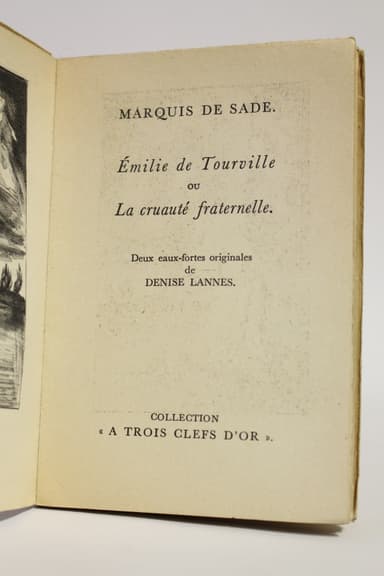 MARQUIS DE SADE.
Émilie de Tourville
OU
La cruauté fraternelle.
Deux eaux-fortes originales
de
DENISE LANNES.
COLLECTION
« A TROIS CLEFS D'OR ».